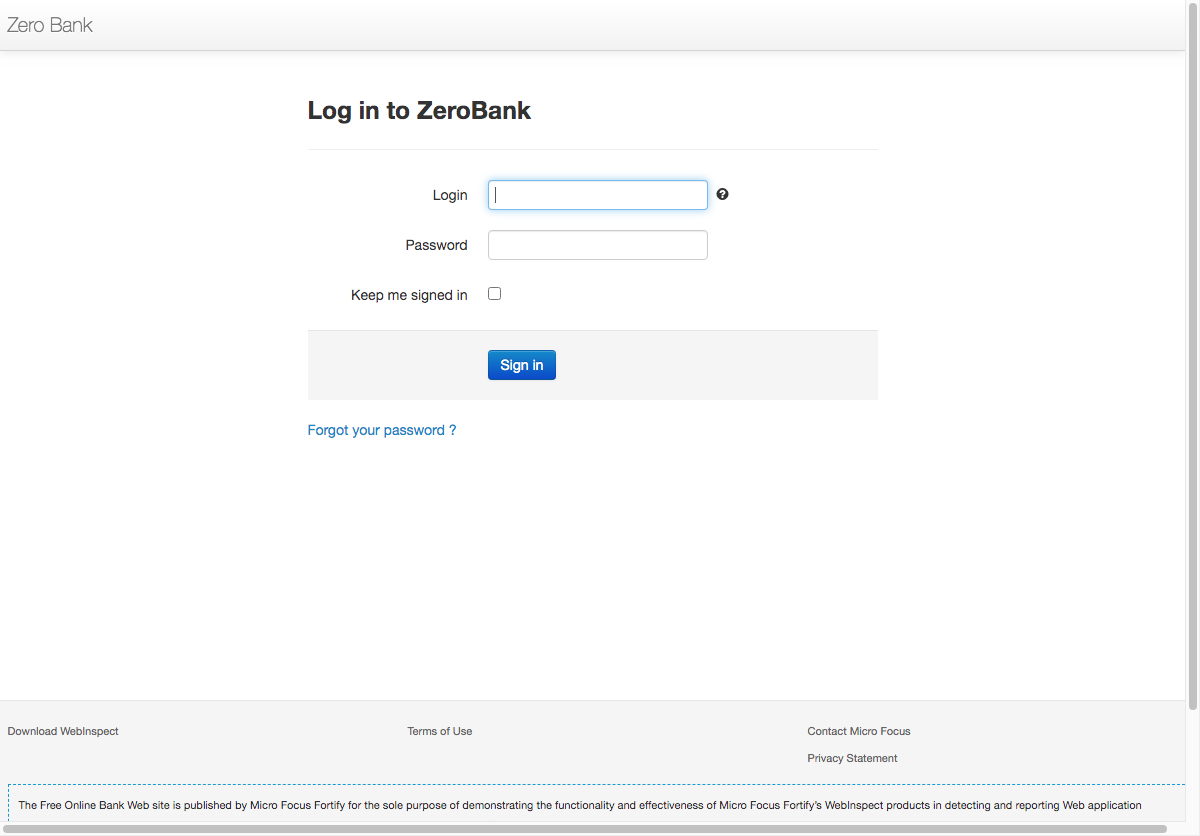 Zero Bank
Log in to ZeroBank
Login
Password
Keep me signed in
Sign in
Forgot your password ?
Download WebInspect
Terms of Use
Contact Micro Focus
Privacy Statement
The Free Online Bank Web site is published by Micro Focus Fortify for the sole purpose of demonstrating the functionality and effectiveness of Micro Focus Fortify's WebInspect products in detecting and reporting Web application